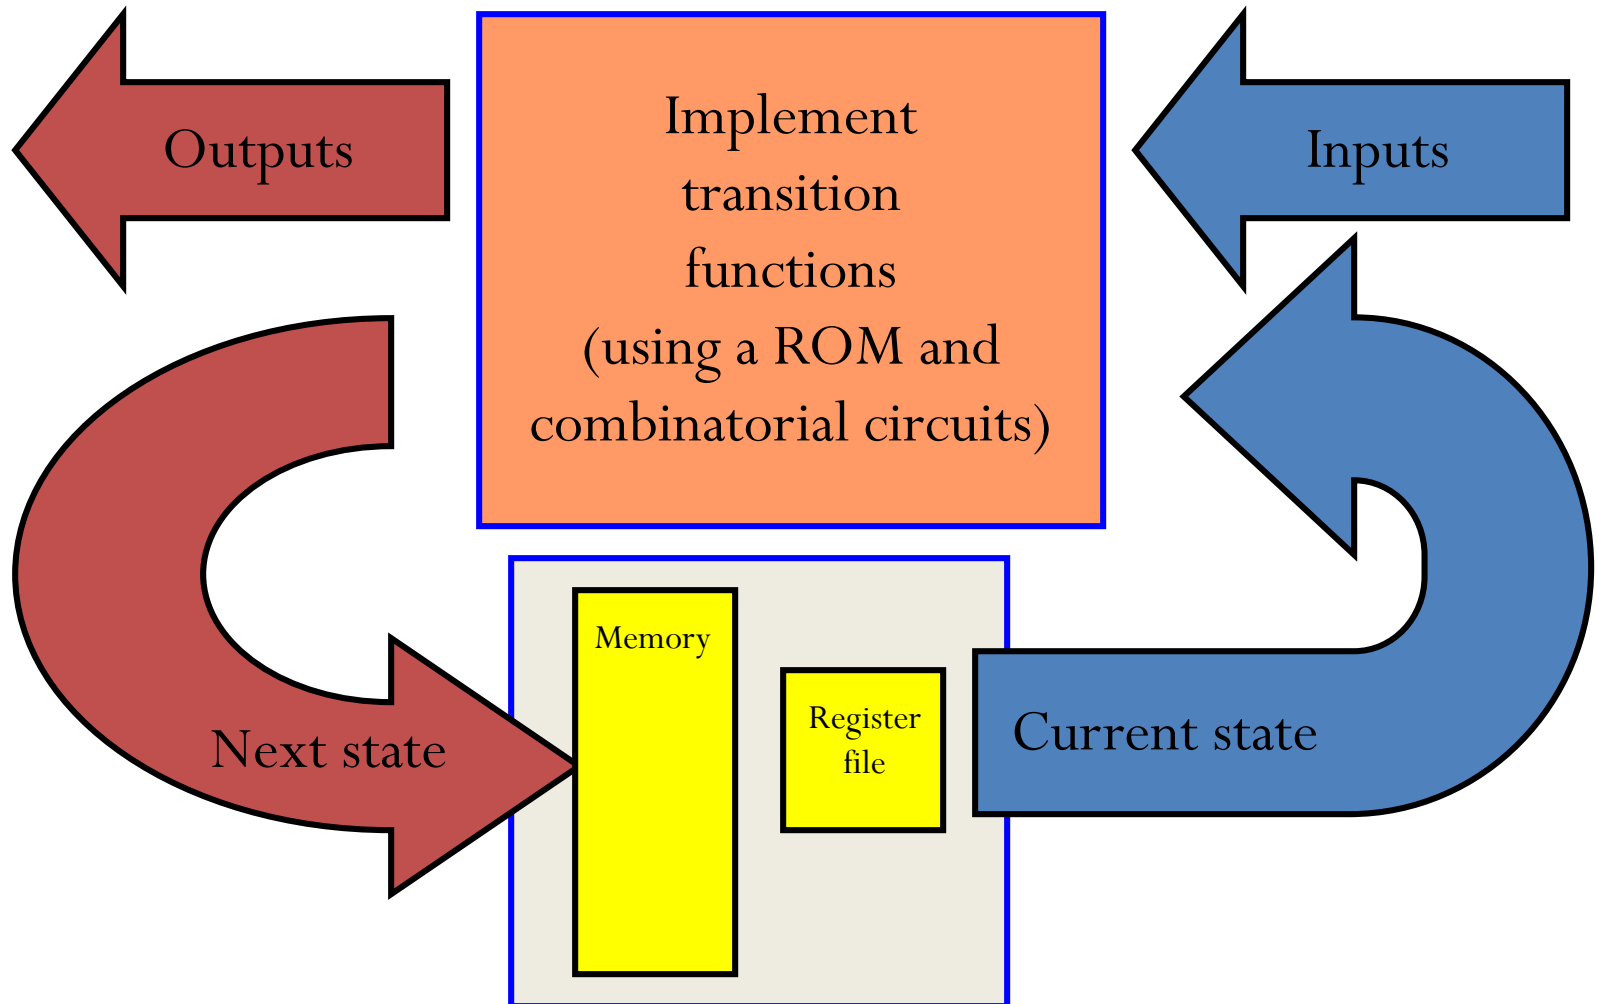 Outputs
Implement
transition
functions
(using a ROM and
combinatorial circuits)
Inputs
Memory
Register
file
Next state
Current state